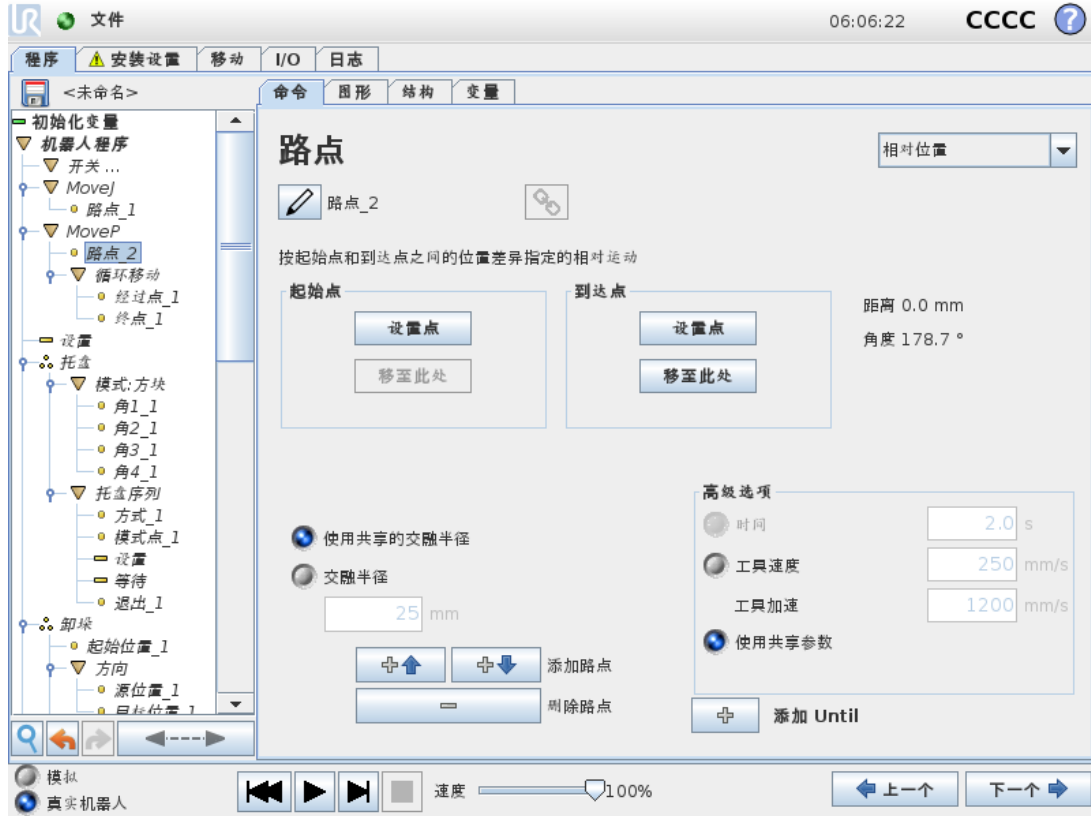 UR 文件 06:06:22 CCCC ?
程序 安装设置 移动 I/O 日志
<未命名>
命令 图形 结构 变量
初始化变量
机器人程序
开关 ...
MoveJ
路点_1
MoveP
路点_2
循环移动
经过点_1
终点_1
设置
托盘
模式:方块
角1_1
角2_1
角3_1
角4_1
托盘序列
方式_1
模式点_1
设置
等待
退出_1
卸垛
起始位置_1
方向
源位置_1
目标位置_1
路点
相对位置
路点_2
按起始点和到达点之间的位置差异指定的相对运动
起始点
设置点
移至此处
到达点
设置点
移至此处
距离 0.0 mm
角度 178.7 °
使用共享的交融半径
交融半径
25 mm
添加路点
删除路点
高级选项
时间 2.0 s
工具速度 250 mm/s
工具加速 1200 mm/s
使用共享参数
添加 Until
模拟
真实机器人
速度 100%
上一个
下一个